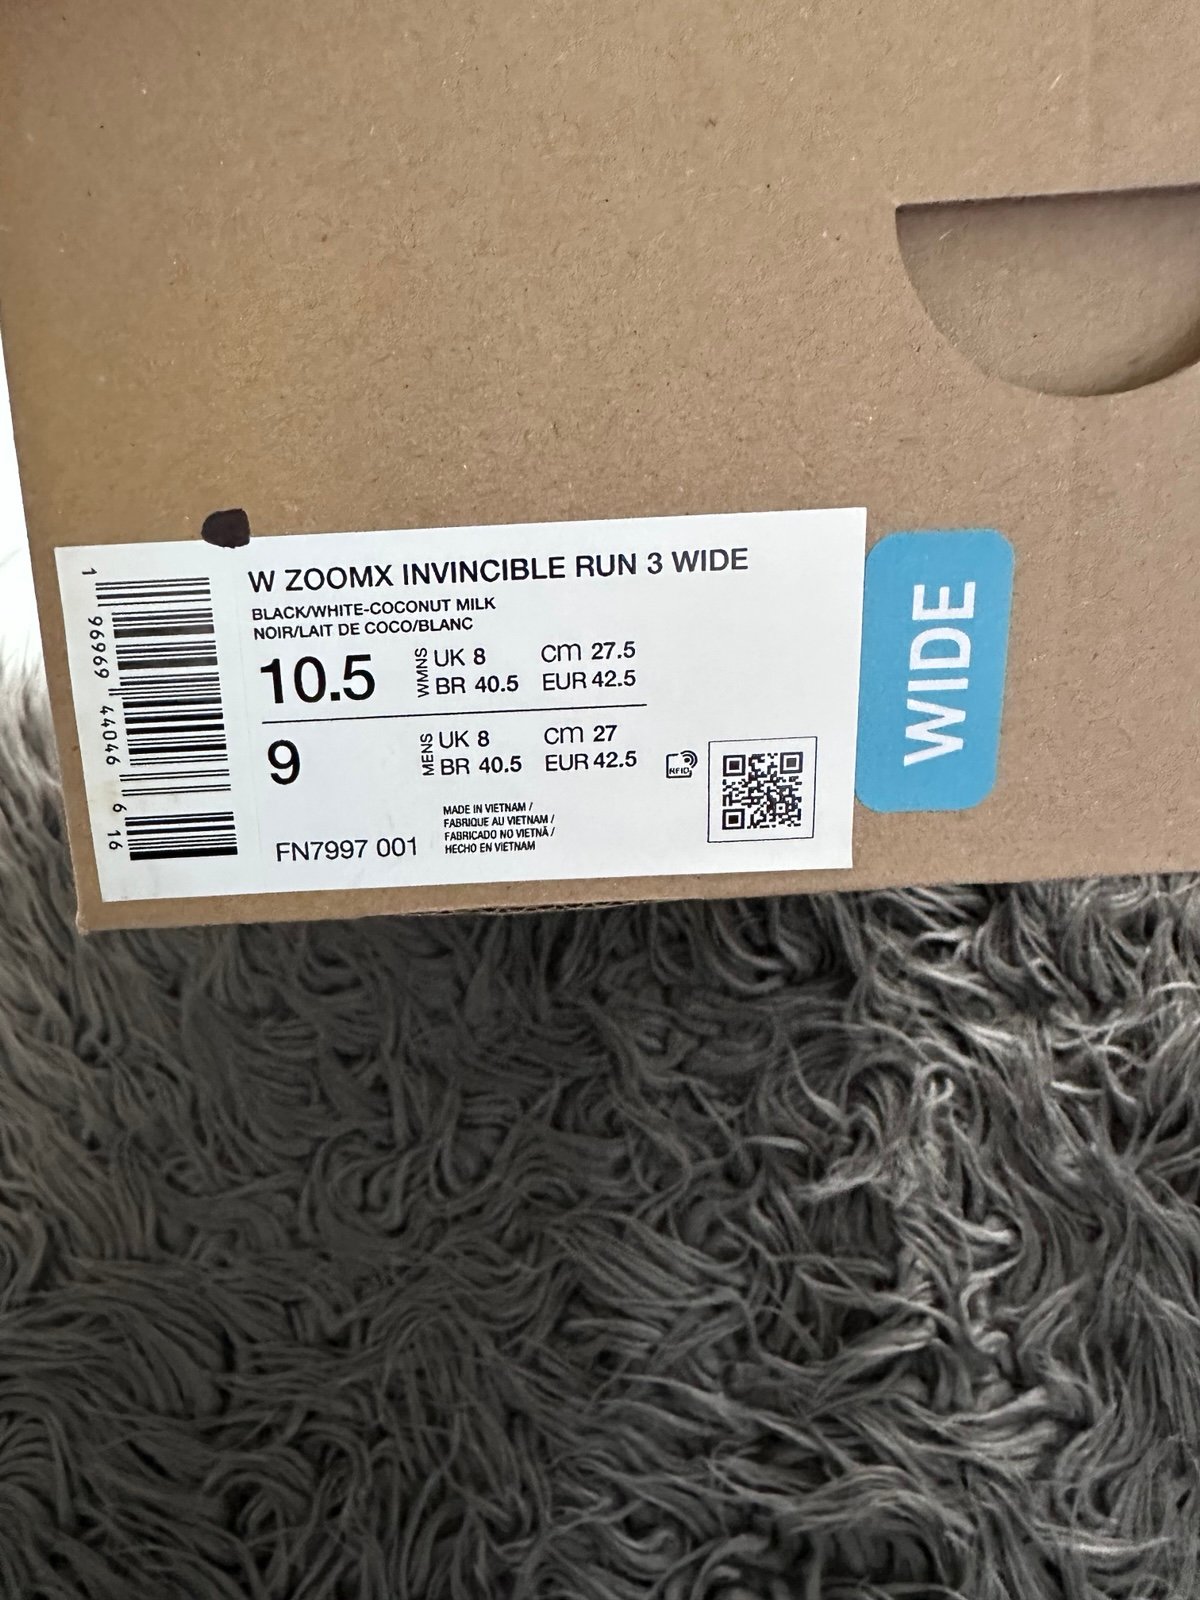 W ZOOMX INVINCIBLE RUN 3 WIDE
BLACK/WHITE-COCONUT MILK
NOIR/LAIT DE COCO/BLANC
10.5 WMNS UK 8 cm 27.5
BR 40.5 EUR 42.5
9 MENS UK 8 cm 27
BR 40.5 EUR 42.5
NFID
MADE IN VIETNAM /
FABRIQUE AU VIETNAM /
FABRICADO NO VIETNÃ /
HECHO EN VIETNAM
FN7997 001
1 96969 44046 6 16
WIDE